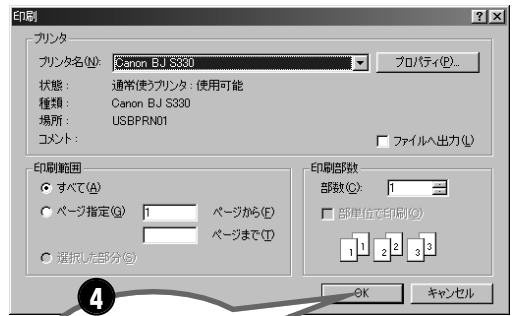 印刷
プリンタ
プリンタ名(N): Canon BJ S330 プロパティ(P)...
状態: 通常使うプリンタ: 使用可能
種類: Canon BJ S330
場所: USBPRN01
コメント: ファイルへ出力(L)
印刷範囲
すべて(A)
ページ指定(G) 1 ページから(F)
ページまで(T)
選択した部分(S)
印刷部数
部数(C): 1
部単位で印刷(O)
1 1 2 2 3 3
OK キャンセル
4